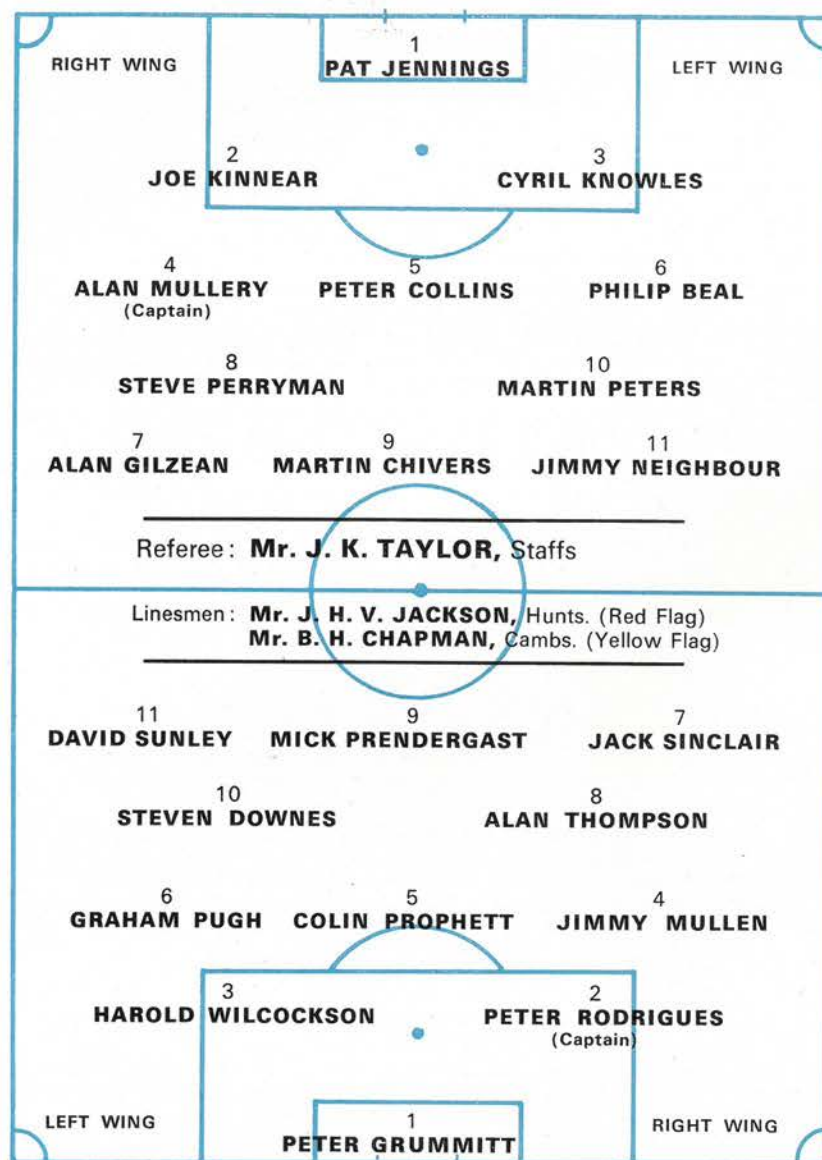 1
RIGHT WING PAT JENNINGS LEFT WING
2 3
JOE KINNEAR CYRIL KNOWLES
4 5 6
ALAN MULLERY PETER COLLINS PHILIP BEAL
(Captain)
8 10
STEVE PERRYMAN MARTIN PETERS
7 9 11
ALAN GILZEAN MARTIN CHIVERS JIMMY NEIGHBOUR
Referee: Mr. J. K. TAYLOR, Staffs
Linesmen: Mr. J. H. V. JACKSON, Hunts. (Red Flag)
Mr. B. H. CHAPMAN, Cambs. (Yellow Flag)
11 9 7
DAVID SUNLEY MICK PRENDERGAST JACK SINCLAIR
10 8
STEVEN DOWNES ALAN THOMPSON
6 5 4
GRAHAM PUGH COLIN PROPHETT JIMMY MULLEN
3 2
HAROLD WILCOCKSON PETER RODRIGUES
(Captain)
LEFT WING 1 RIGHT WING
PETER GRUMMITT